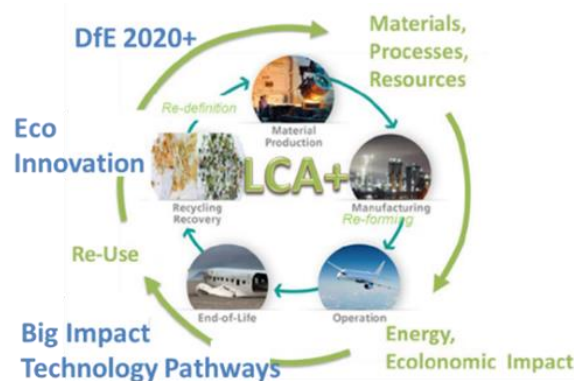 DfE 2020+
Materials,
Processes,
Resources
Re-definition
Material
Production
Eco
Innovation
LCA+
Recycling
Recovery
Manufacturing
Re-forming
Re-Use
End-of-Life
Operation
Big Impact
Technology Pathways
Energy,
Ecolonomic Impact